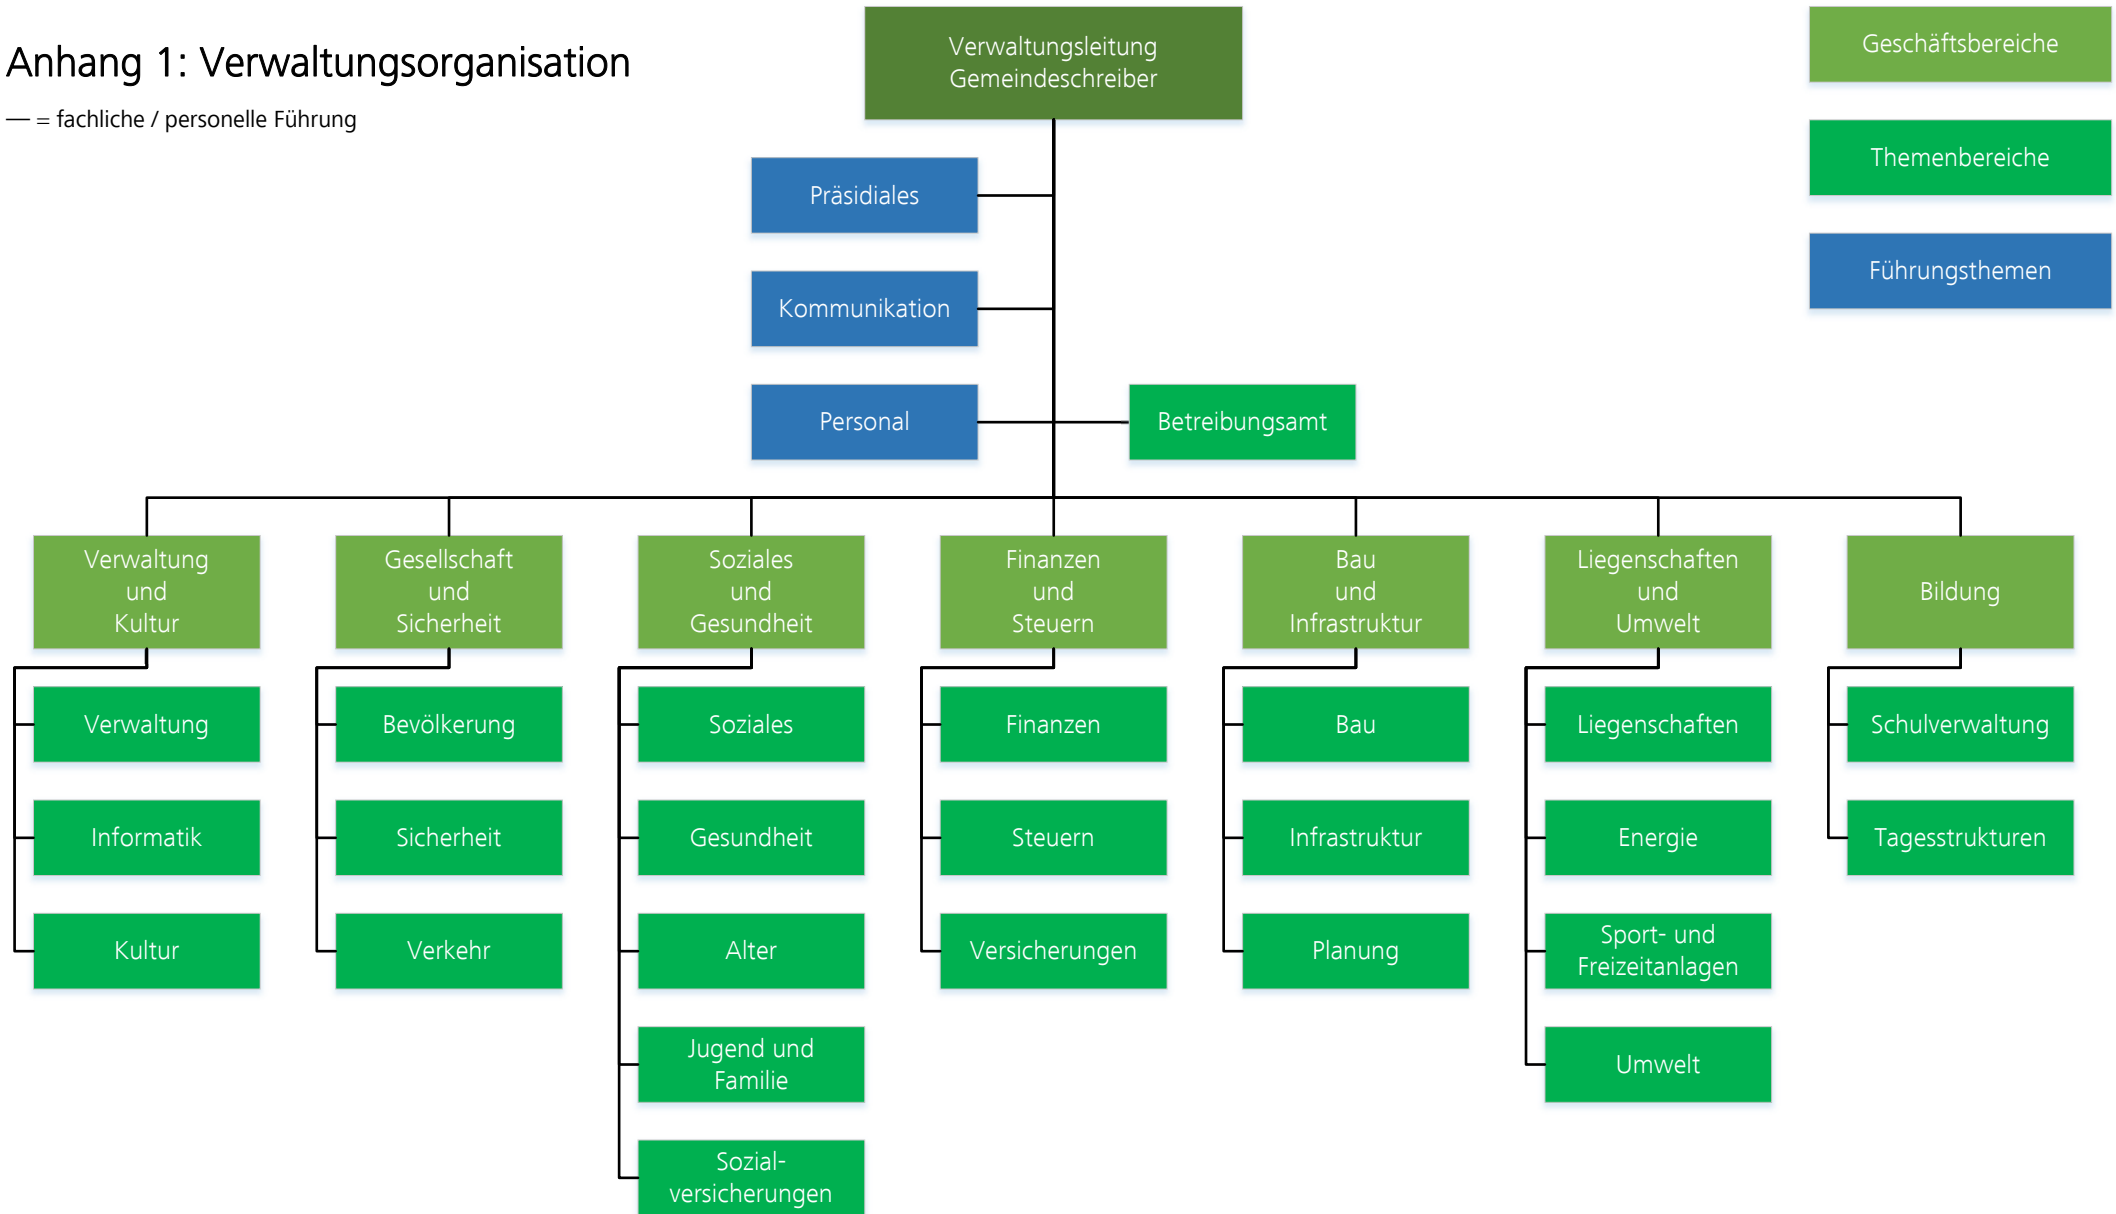 Anhang 1: Verwaltungsorganisation
— = fachliche / personelle Führung
Verwaltungsleitung
Gemeindeschreiber
Geschäftsbereiche
Themenbereiche
Führungsthemen
Präsidiales
Kommunikation
Personal
Betreibungsamt
Verwaltung
und
Kultur
Verwaltung
Informatik
Kultur
Gesellschaft
und
Sicherheit
Bevölkerung
Sicherheit
Verkehr
Soziales
und
Gesundheit
Soziales
Gesundheit
Alter
Jugend und
Familie
Sozial-
versicherungen
Finanzen
und
Steuern
Finanzen
Steuern
Versicherungen
Bau
und
Infrastruktur
Bau
Infrastruktur
Planung
Liegenschaften
und
Umwelt
Liegenschaften
Energie
Sport- und
Freizeitanlagen
Umwelt
Bildung
Schulverwaltung
Tagesstrukturen